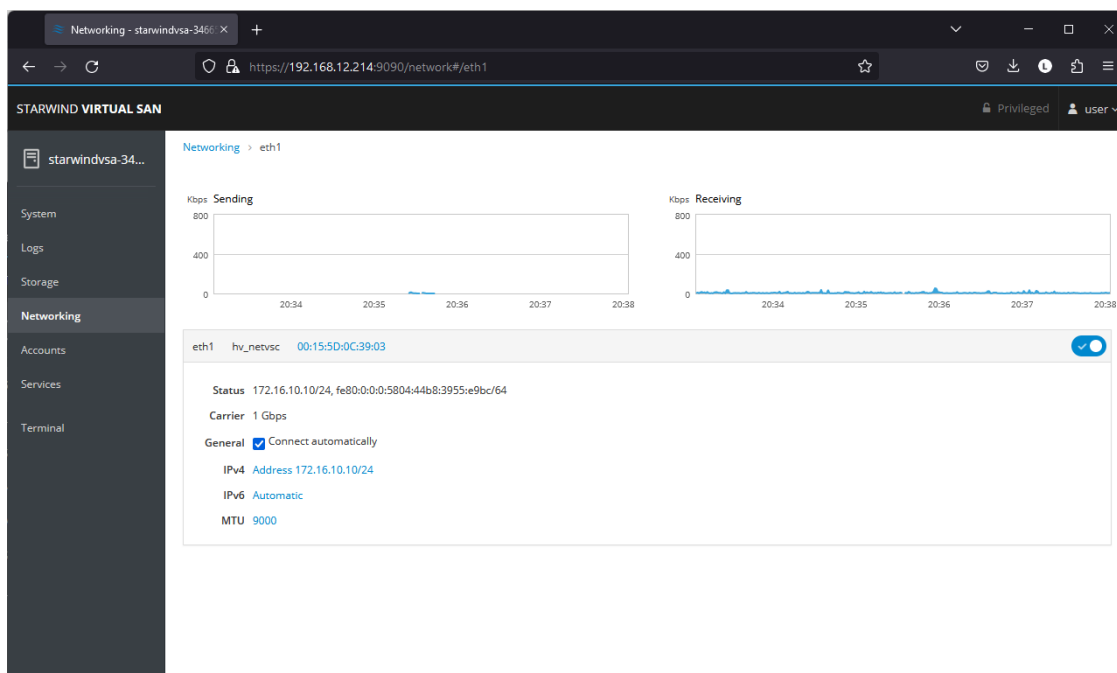 Networking - starwindvsa-3466
https://192.168.12.214:9090/network#/eth1
L
STARWIND VIRTUAL SAN
Privileged
user
starwindvsa-34...
System
Logs
Storage
Networking
Accounts
Services
Terminal
Networking > eth1
Kbps Sending
800
400
0
20:34 20:35 20:36 20:37 20:38
Kbps Receiving
800
400
0
20:34 20:35 20:36 20:37 20:38
eth1 hv_netvsc 00:15:5D:0C:39:03
Status 172.16.10.10/24, fe80:0:0:0:5804:44b8:3955:e9bc/64
Carrier 1 Gbps
General Connect automatically
IPv4 Address 172.16.10.10/24
IPv6 Automatic
MTU 9000